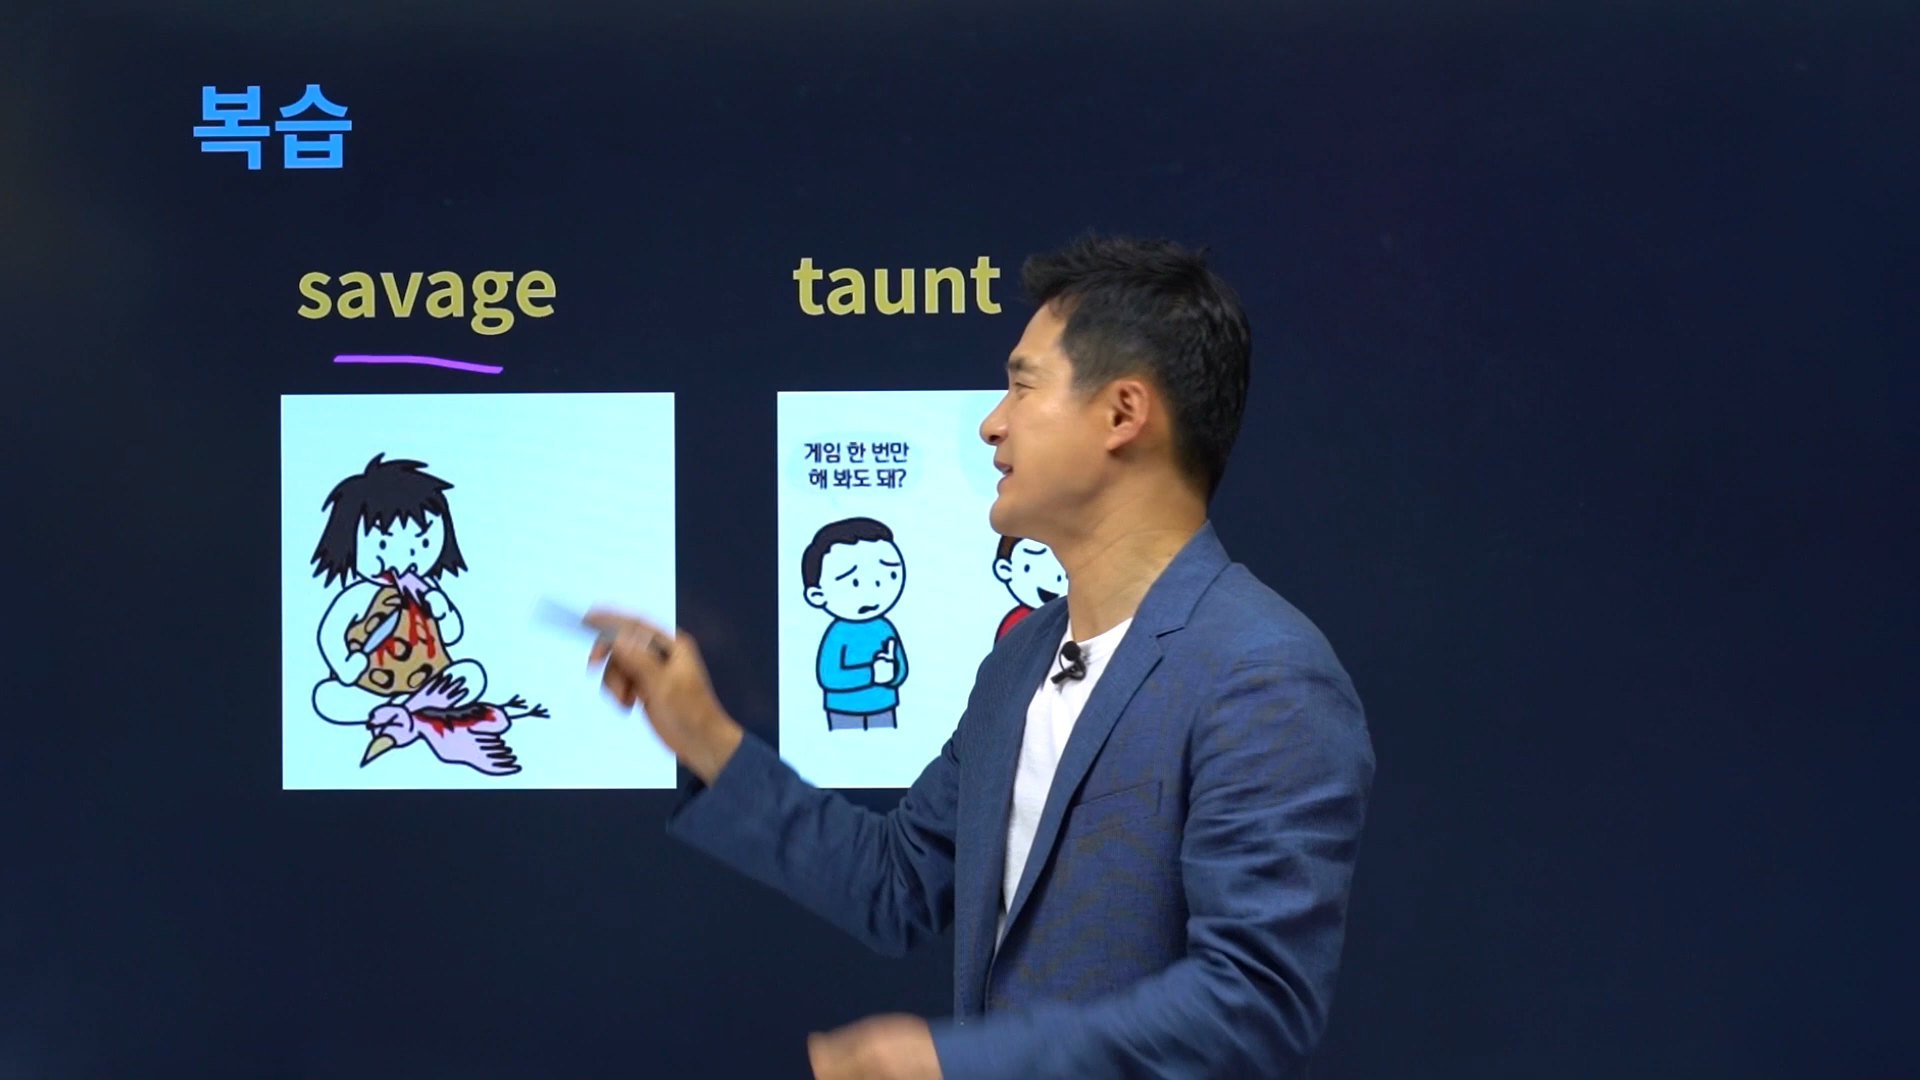 복습
savage
taunt
게임 한 번만
해 봐도 돼?